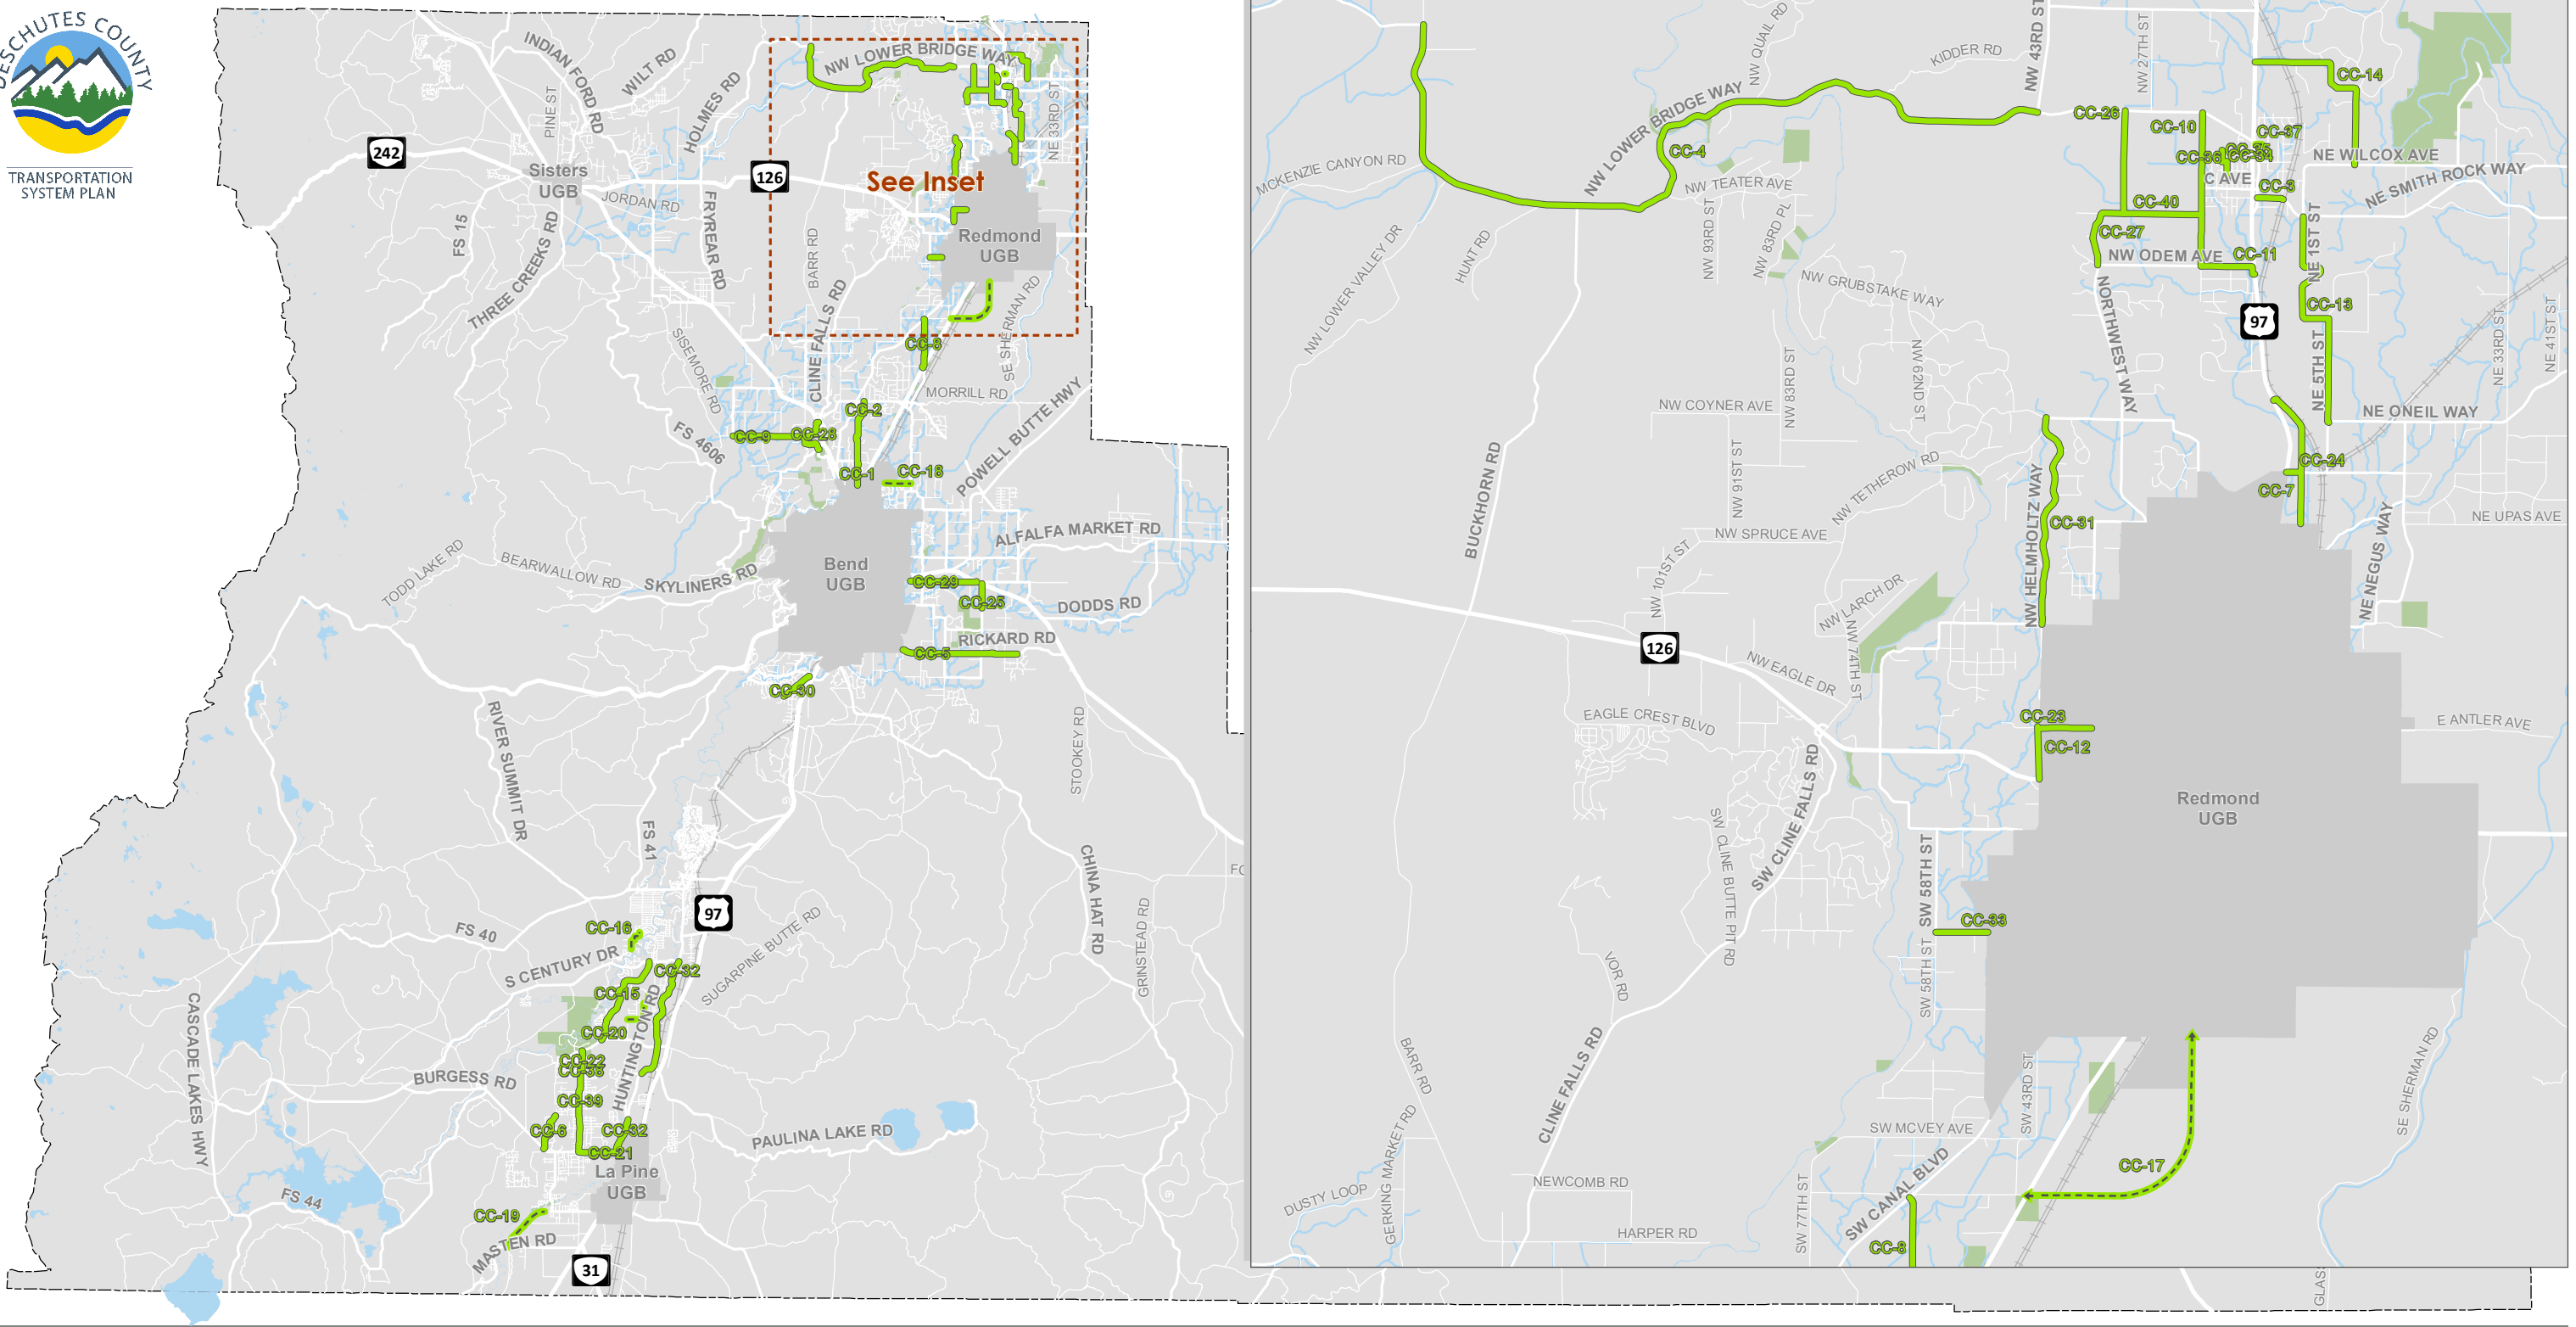 DESCHUTES COUNTY
TRANSPORTATION
SYSTEM PLAN
INDIAN FORD RD
WILT RD
PINE ST
HOLMES RD
NW LOWER BRIDGE WAY
NE 33RD ST
242
Sisters
UGB
126
See Inset
JORDAN RD
FRYREAR RD
FS 15
THREE CREEKS RD
BARR RD
Redmond
UGB
CLINE FALLS RD
SE SHERMAN RD
SISEMORE RD
CC-8
MORRILL RD
CC-2
POWELL BUTTE HWY
FS 4606
CC-9
CC-28
CC-1
CC-18
ALFALFA MARKET RD
TODD LAKE RD
BEARWALLOW RD
SKYLINERS RD
Bend
UGB
CC-29
CC-25
DODDS RD
RICKARD RD
CC-5
CC-30
RIVER SUMMIT DR
STOOKEY RD
FS 41
CHINA HAT RD
97
GRINSTEAD RD
CC-16
FS 40
S CENTURY DR
SUGARPINE BUTTE RD
CC-32
CC-15
CASCADE LAKES HWY
CC-20
HUNTINGTON RD
CC-22
BURGESS RD
CC-39
CC-6
CC-32
PAULINA LAKE RD
CC-21
La Pine
UGB
FS 44
CC-19
MASTEN RD
31
NW QUAIL RD
KIDDER RD
NW 43RD ST
NW 27TH ST
CC-14
NW LOWER BRIDGE WAY
CC-26
CC-10
CC-37
MCKENZIE CANYON RD
CC-4
CC-36
CC-34
NE WILCOX AVE
NW TEATER AVE
C AVE
CC-3
NE SMITH ROCK WAY
NW 93RD ST
NW 83RD PL
CC-40
NW LOWER VALLEY DR
HUNT RD
CC-27
NE 1ST ST
NW ODEM AVE
CC-11
NW GRUBSTAKE WAY
NORTHWEST WAY
CC-13
97
NE 33RD ST
NE 41ST ST
NW 83RD ST
NW 62ND ST
NE 5TH ST
NW COYNER AVE
NE ONEIL WAY
BUCKHORN RD
NW 91ST ST
NW TETHEROW RD
NW HELMHOLTZ WAY
CC-24
CC-7
CC-31
NE UPAS AVE
NW SPRUCE AVE
NW 101ST ST
NE NEGUS WAY
NW LARCH DR
126
NW 74TH ST
NW EAGLE DR
EAGLE CREST BLVD
CC-23
E ANTLER AVE
CC-12
SW CLINE FALLS RD
Redmond
UGB
SW CLINE BUTTE PIT RD
SW 58TH ST
CC-33
SW 58TH ST
VOR RD
BARR RD
CLINE FALLS RD
SW 43RD ST
SE SHERMAN RD
GERKING MARKET RD
SW MCVEY AVE
CC-17
SW CANAL BLVD
NEWCOMB RD
DUSTY LOOP
SW 77TH ST
HARPER RD
CC-8